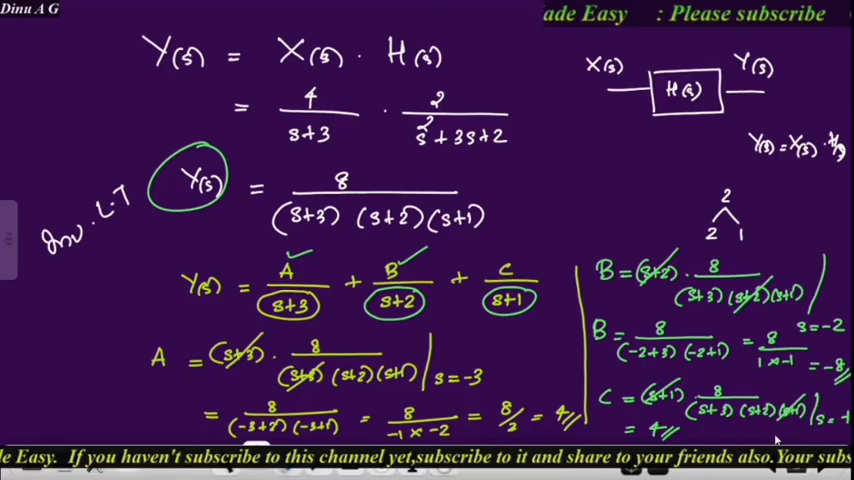 Dinu A G
ade Easy    : Please subscribe
Y(s) = X(s) · H(s)
= 4/(s+3) · 2/(s²+3s+2)
X(s) H(s) Y(s)
Y(s) = X(s) · H(s)
Inv. L.T
Y(s) = 8/((s+3) (s+2)(s+1))
2
2 1
Y(s) = A/(s+3) + B/(s+2) + C/(s+1)
A = (s+3) · 8/((s+3)(s+2)(s+1)) | s=-3
= 8/((-3+2)(-3+1)) = 8/(-1 × -2) = 8/2 = 4
B = (s+2) · 8/((s+3)(s+2)(s+1)) | s=-2
B = 8/((-2+3)(-2+1)) = 8/(1×-1) = -8
C = (s+1) · 8/((s+3)(s+2)(s+1)) | s=-
= 4
de Easy.  If you haven't subscribe to this channel yet,subscribe to it and share to your friends also.Your subs